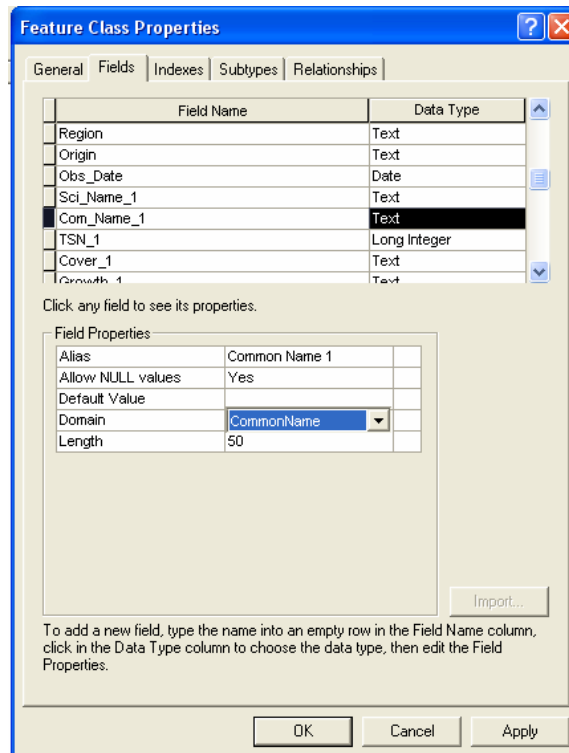 Feature Class Properties
General Fields Indexes Subtypes Relationships
Field Name Data Type
Region Text
Origin Text
Obs_Date Date
Sci_Name_1 Text
Com_Name_1 Text
TSN_1 Long Integer
Cover_1 Text
Growth_1 Text
Click any field to see its properties.
Field Properties
Alias Common Name 1
Allow NULL values Yes
Default Value
Domain CommonName
Length 50
Import...
To add a new field, type the name into an empty row in the Field Name column,
click in the Data Type column to choose the data type, then edit the Field
Properties.
OK Cancel Apply